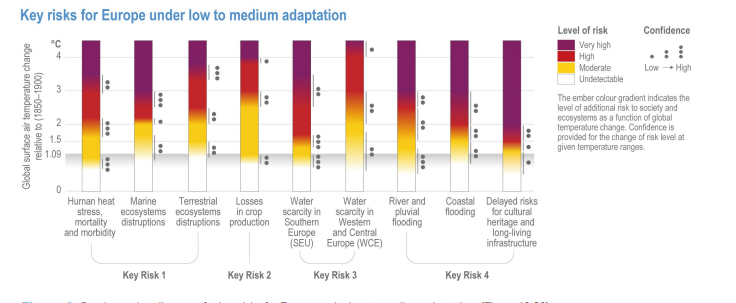 Key risks for Europe under low to medium adaptation
Global surface air temperature change
relative to (1850–1900)
°C
4
3
2
1.5
1.09
0
Human heat
stress,
mortality
and morbidity
Marine
ecosystems
disruptions
Terrestrial
ecosystems
disruptions
Losses
in crop
production
Water
scarcity in
Southern
Europe
(SEU)
Water
scarcity in
Western
and Central
Europe (WCE)
River and
pluvial
flooding
Coastal
flooding
Delayed risks
for cultural
heritage and
long-living
infrastructure
Key Risk 1
Key Risk 2
Key Risk 3
Key Risk 4
Level of risk
Very high
High
Moderate
Undetectable
Confidence
Low → High
The ember colour gradient indicates the
level of additional risk to society and
ecosystems as a function of global
temperature change. Confidence is
provided for the change of risk level at
given temperature ranges.